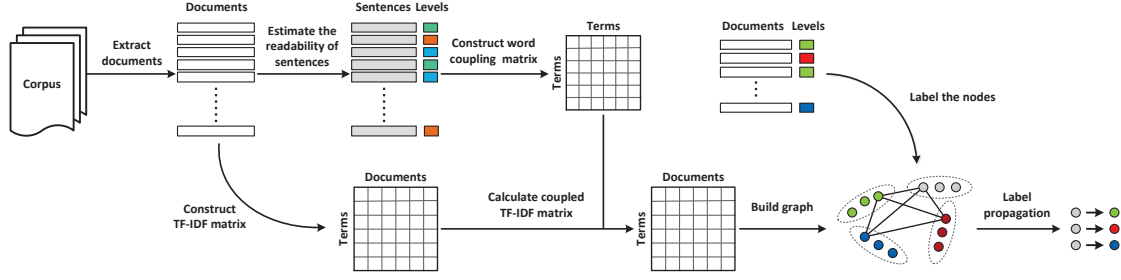 Corpus
Extract
documents
Documents
Estimate the
readability of
sentences
Sentences Levels
Construct word
coupling matrix
Terms
Terms
Documents Levels
Label the nodes
Construct
TF-IDF matrix
Documents
Terms
Calculate coupled
TF-IDF matrix
Documents
Terms
Build graph
Label
propagation